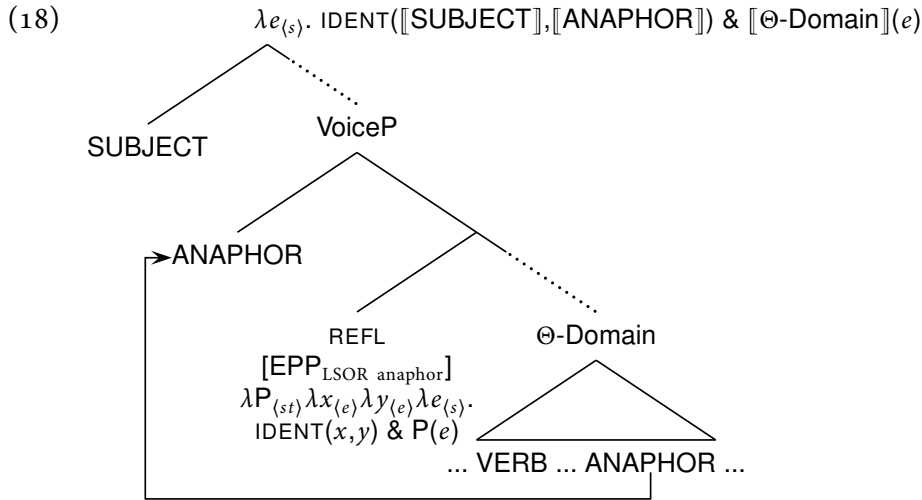 (18) λe⟨s⟩. IDENT(⟦SUBJECT⟧,⟦ANAPHOR⟧) & ⟦Θ-Domain⟧(e)
VoiceP
SUBJECT
ANAPHOR
REFL Θ-Domain
[EPP_LSOR anaphor]
λP⟨st⟩λx⟨e⟩λy⟨e⟩λe⟨s⟩.
IDENT(x,y) & P(e)
... VERB ... ANAPHOR ...